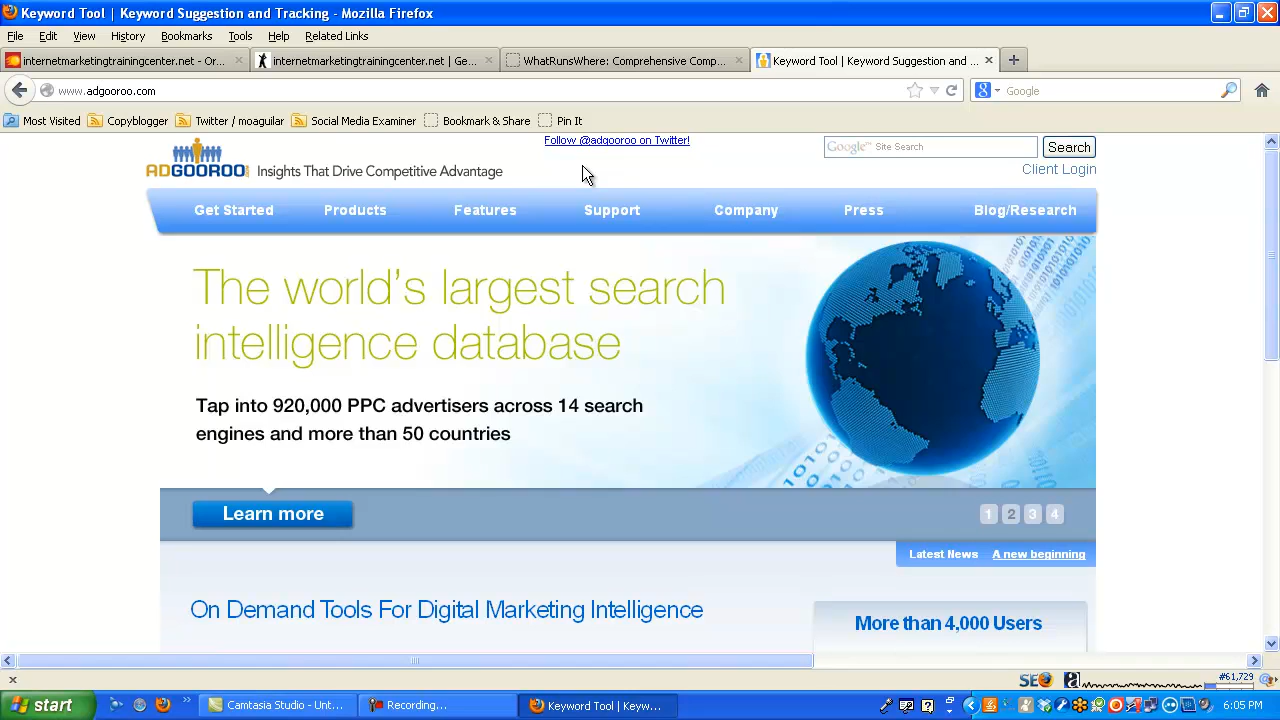 Keyword Tool | Keyword Suggestion and Tracking - Mozilla Firefox
File Edit View History Bookmarks Tools Help Related Links
internetmarketingtrainingcenter.net - Or...
internetmarketingtrainingcenter.net | Ge...
WhatRunsWhere: Comprehensive Comp...
Keyword Tool | Keyword Suggestion and ...
www.adgooroo.com
Google
Most Visited Copyblogger Twitter / moaguilar Social Media Examiner Bookmark & Share Pin It
Follow @adgooroo on Twitter!
Google™ Site Search
Search
ADGOOROO Insights That Drive Competitive Advantage
Client Login
Get Started Products Features Support Company Press Blog/Research
The world's largest search
intelligence database
Tap into 920,000 PPC advertisers across 14 search
engines and more than 50 countries
Learn more
1 2 3 4
Latest News A new beginning
On Demand Tools For Digital Marketing Intelligence
More than 4,000 Users
SEO
#61,729
start
Camtasia Studio - Unt...
Recording...
Keyword Tool | Keyw...
6:05 PM